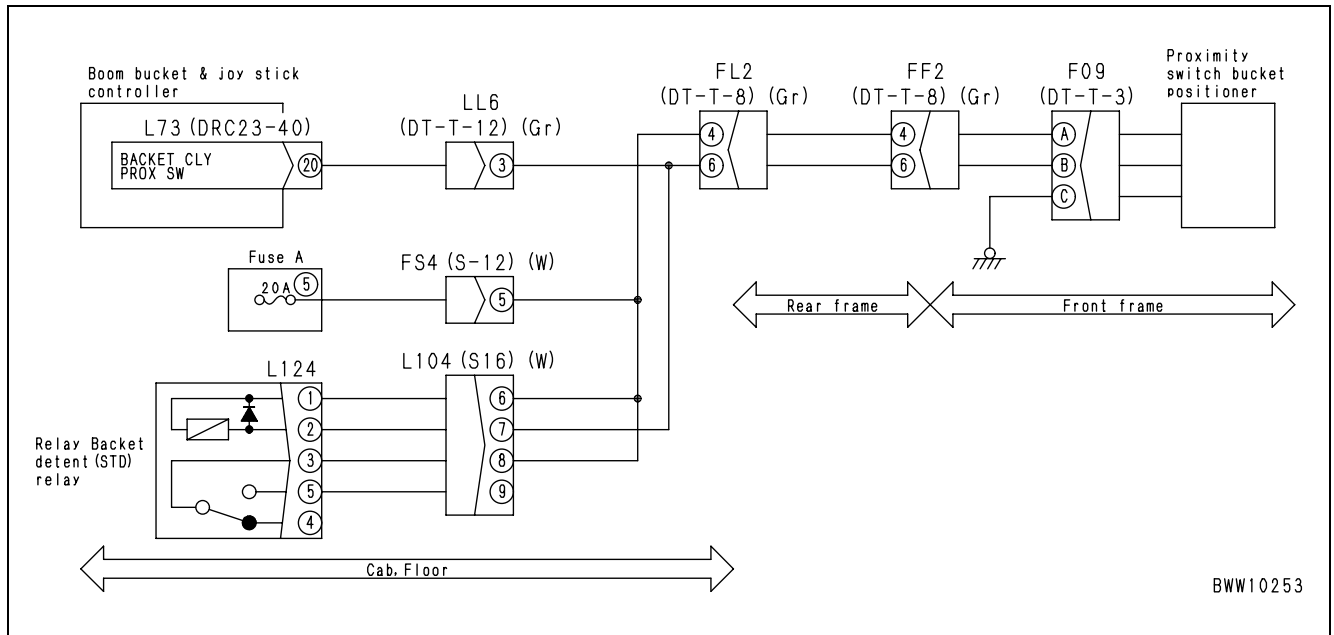 Boom bucket & joy stick
controller
L73 (DRC23-40)
BACKET CLY
PROX SW
20
LL6
(DT-T-12) (Gr)
3
FL2
(DT-T-8) (Gr)
4
6
FF2
(DT-T-8) (Gr)
4
6
F09
(DT-T-3)
A
B
C
Proximity
switch bucket
positioner
Fuse A
20A
5
FS4 (S-12) (W)
5
Rear frame
Front frame
Relay Backet
detent (STD)
relay
L124
1
2
3
5
4
L104 (S16) (W)
6
7
8
9
Cab, Floor
BWW10253